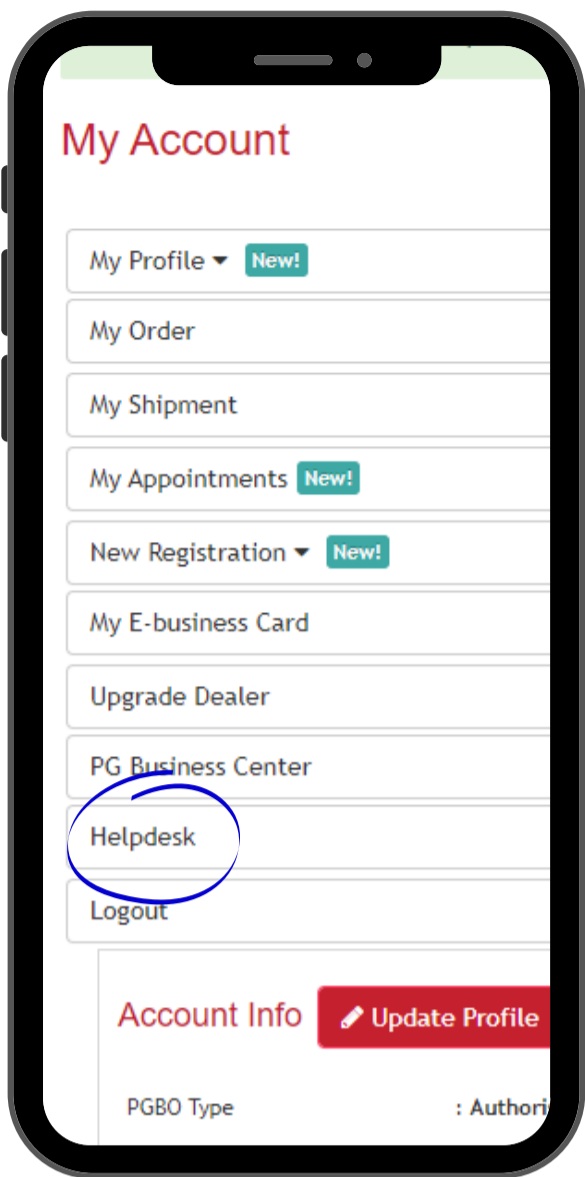 My Account
My Profile New!
My Order
My Shipment
My Appointments New!
New Registration New!
My E-business Card
Upgrade Dealer
PG Business Center
Helpdesk
Logout
Account Info Update Profile
PGBO Type : Authori